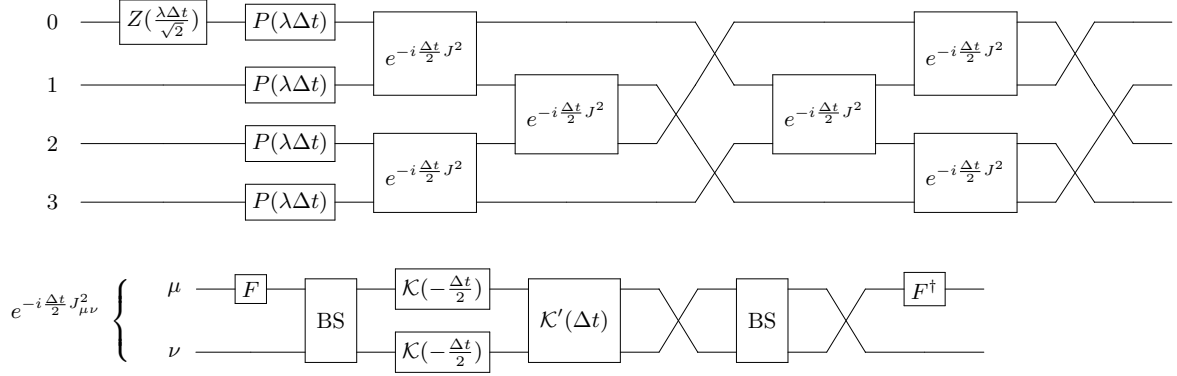 0 Z(λΔt/√2) P(λΔt) e^{-i Δt/2 J^2} e^{-i Δt/2 J^2}
1 P(λΔt) e^{-i Δt/2 J^2} e^{-i Δt/2 J^2}
2 P(λΔt) e^{-i Δt/2 J^2} e^{-i Δt/2 J^2}
3 P(λΔt)
e^{-i Δt/2 J^2_{μν}} { μ F BS 𝒦(-Δt/2) 𝒦′(Δt) BS F†
ν 𝒦(-Δt/2)